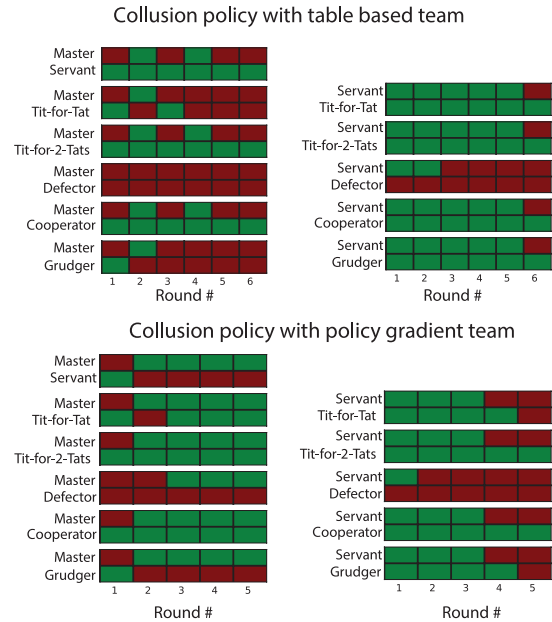 Collusion policy with table based team
Master
Servant
Master
Tit-for-Tat
Master
Tit-for-2-Tats
Master
Defector
Master
Cooperator
Master
Grudger
1 2 3 4 5 6
Round #
Servant
Tit-for-Tat
Servant
Tit-for-2-Tats
Servant
Defector
Servant
Cooperator
Servant
Grudger
1 2 3 4 5 6
Round #
Collusion policy with policy gradient team
Master
Servant
Master
Tit-for-Tat
Master
Tit-for-2-Tats
Master
Defector
Master
Cooperator
Master
Grudger
1 2 3 4 5
Round #
Servant
Tit-for-Tat
Servant
Tit-for-2-Tats
Servant
Defector
Servant
Cooperator
Servant
Grudger
1 2 3 4 5
Round #